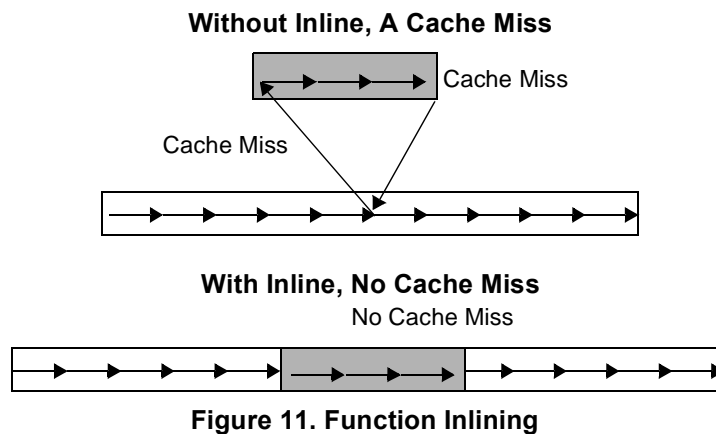 Without Inline, A Cache Miss
Cache Miss
Cache Miss
With Inline, No Cache Miss
No Cache Miss
Figure 11. Function Inlining